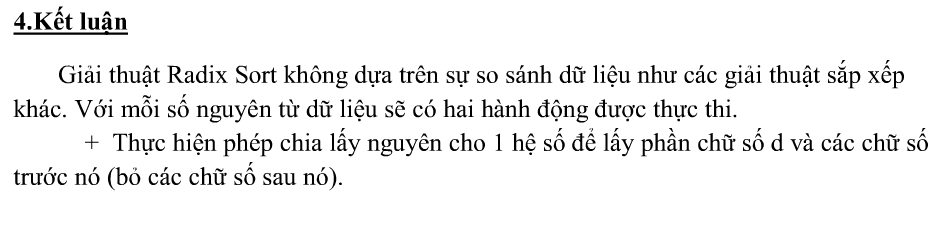 4.Kết luận
Giải thuật Radix Sort không dựa trên sự so sánh dữ liệu như các giải thuật sắp xếp
khác. Với mỗi số nguyên từ dữ liệu sẽ có hai hành động được thực thi.
+ Thực hiện phép chia lấy nguyên cho 1 hệ số để lấy phần chữ số d và các chữ số
trước nó (bỏ các chữ số sau nó).